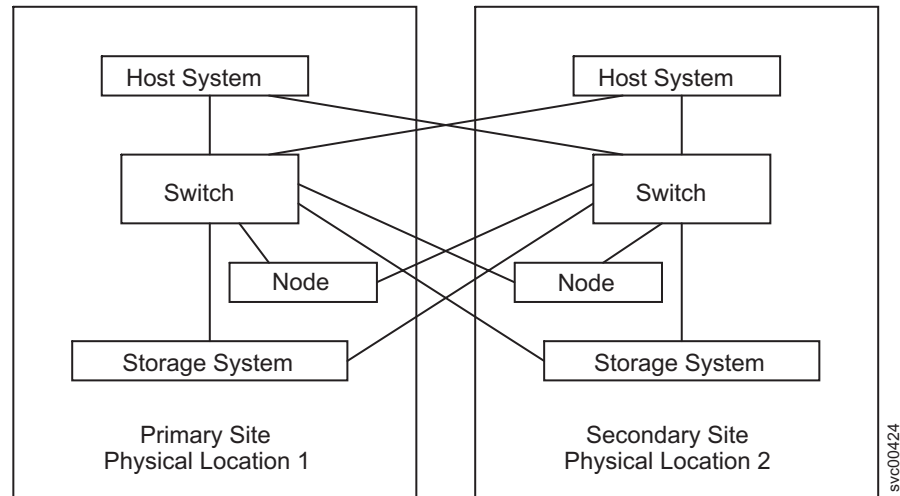 Host System
Switch
Node
Storage System
Primary Site
Physical Location 1
Host System
Switch
Node
Storage System
Secondary Site
Physical Location 2
svc00424